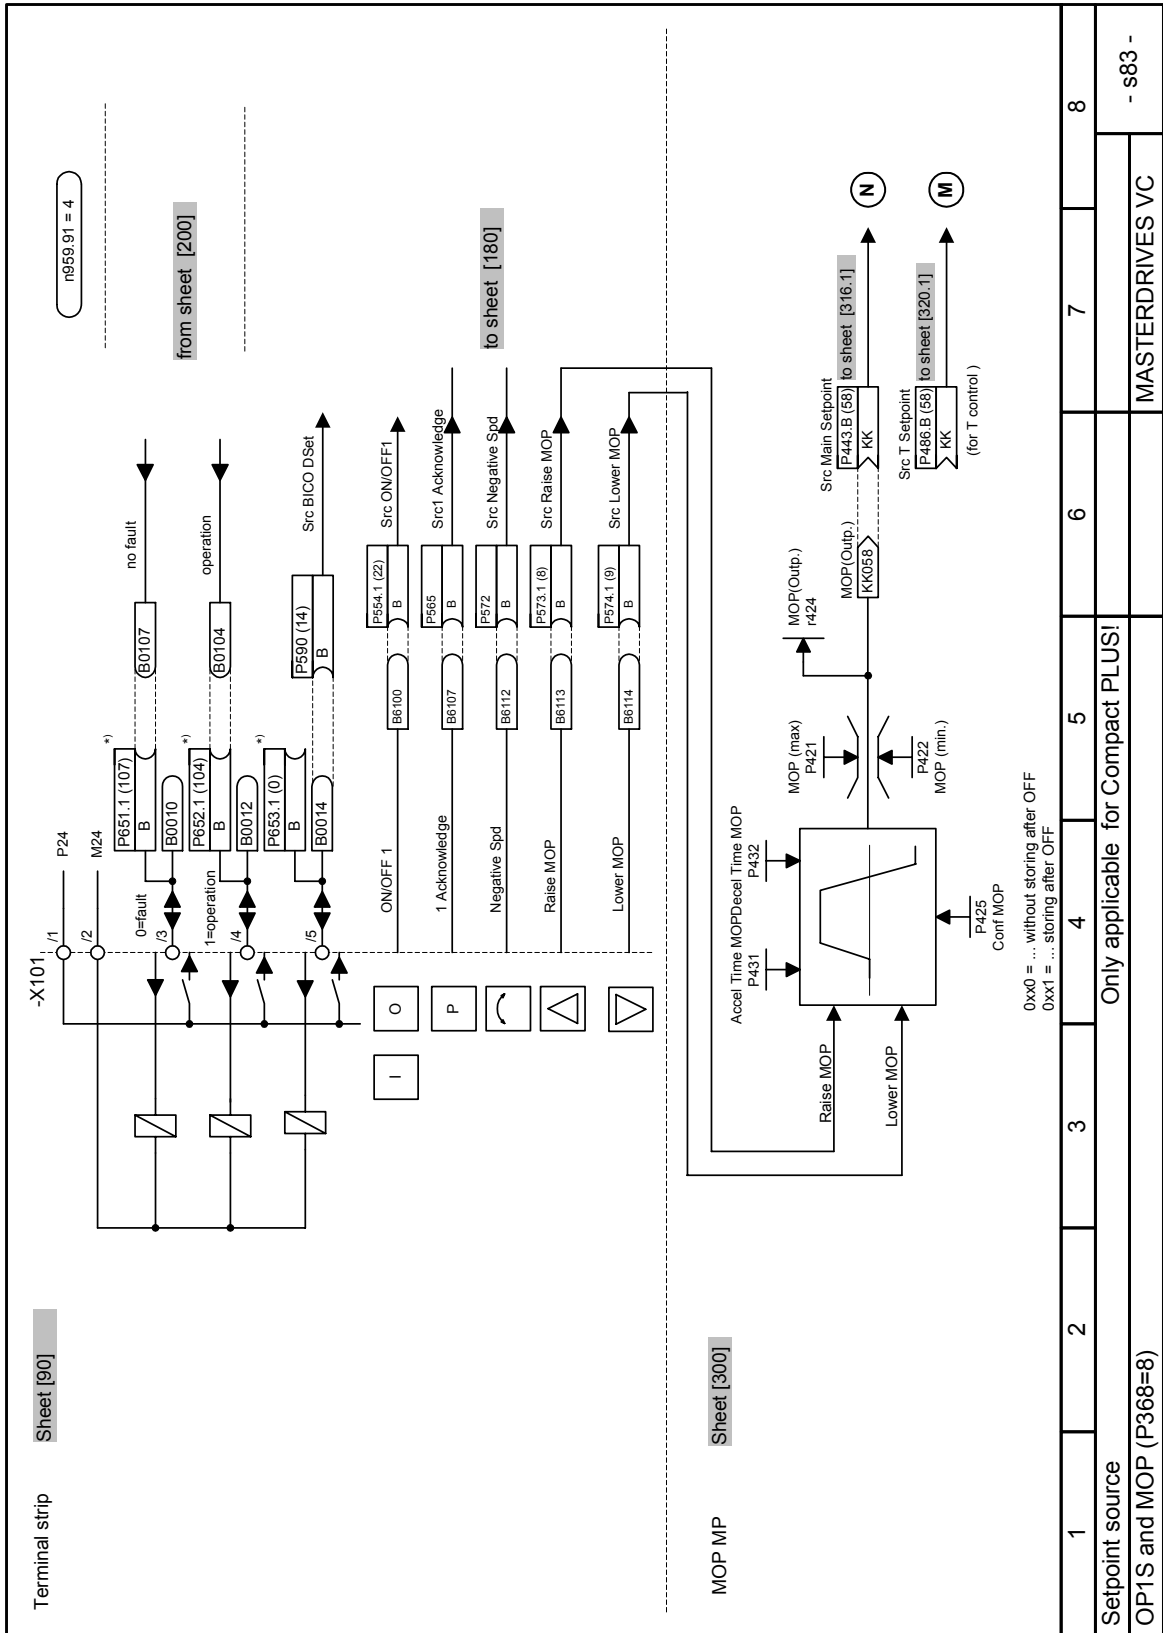 Terminal strip
Sheet [90]
-X101
/1
P24
/2
M24
n959.91 = 4
0=fault
/3
P651.1 (107)
B
*)
B0010
B0107
no fault
from sheet [200]
1=operation
/4
P652.1 (104)
B
*)
B0012
B0104
operation
/5
P653.1 (0)
B
*)
B0014
P590 (14)
B
Src BICO DSet
I
O
ON/OFF 1
B6100
P554.1 (22)
B
Src ON/OFF1
P
1 Acknowledge
B6107
P565
B
Src1 Acknowledge
to sheet [180]
Negative Spd
B6112
P572
B
Src Negative Spd
Raise MOP
B6113
P573.1 (8)
B
Src Raise MOP
Lower MOP
B6114
P574.1 (9)
B
Src Lower MOP
MOP MP
Sheet [300]
Accel Time MOP
P431
Decel Time MOP
P432
MOP (max)
P421
MOP(Outp.)
r424
Raise MOP
Lower MOP
P422
MOP (min.)
MOP(Outp.)
KK058
Src Main Setpoint
P443.B (58)
KK
to sheet [316.1]
N
Src T Setpoint
P486.B (58)
KK
to sheet [320.1]
M
(for T control )
P425
Conf MOP
0xx0 = ... without storing after OFF
0xx1 = ... storing after OFF
1
2
3
4
5
6
7
8
Setpoint source
Only applicable for Compact PLUS!
- s83 -
OP1S and MOP (P368=8)
MASTERDRIVES VC